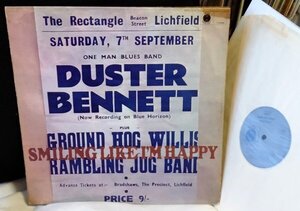 The Rectangle Beacon Street Lichfield
SATURDAY, 7TH SEPTEMBER
ONE MAN BLUES BAND
DUSTER
BENNETT
(Now Recording on Blue Horizon)
PLUS
GROUND HOG WILLIS
SMILING LIKE I'M HAPPY
RAMBLING JUG BAND
Advance Tickets at:- Bradshaws, The Precinct, Lichfield
PRICE 9/-